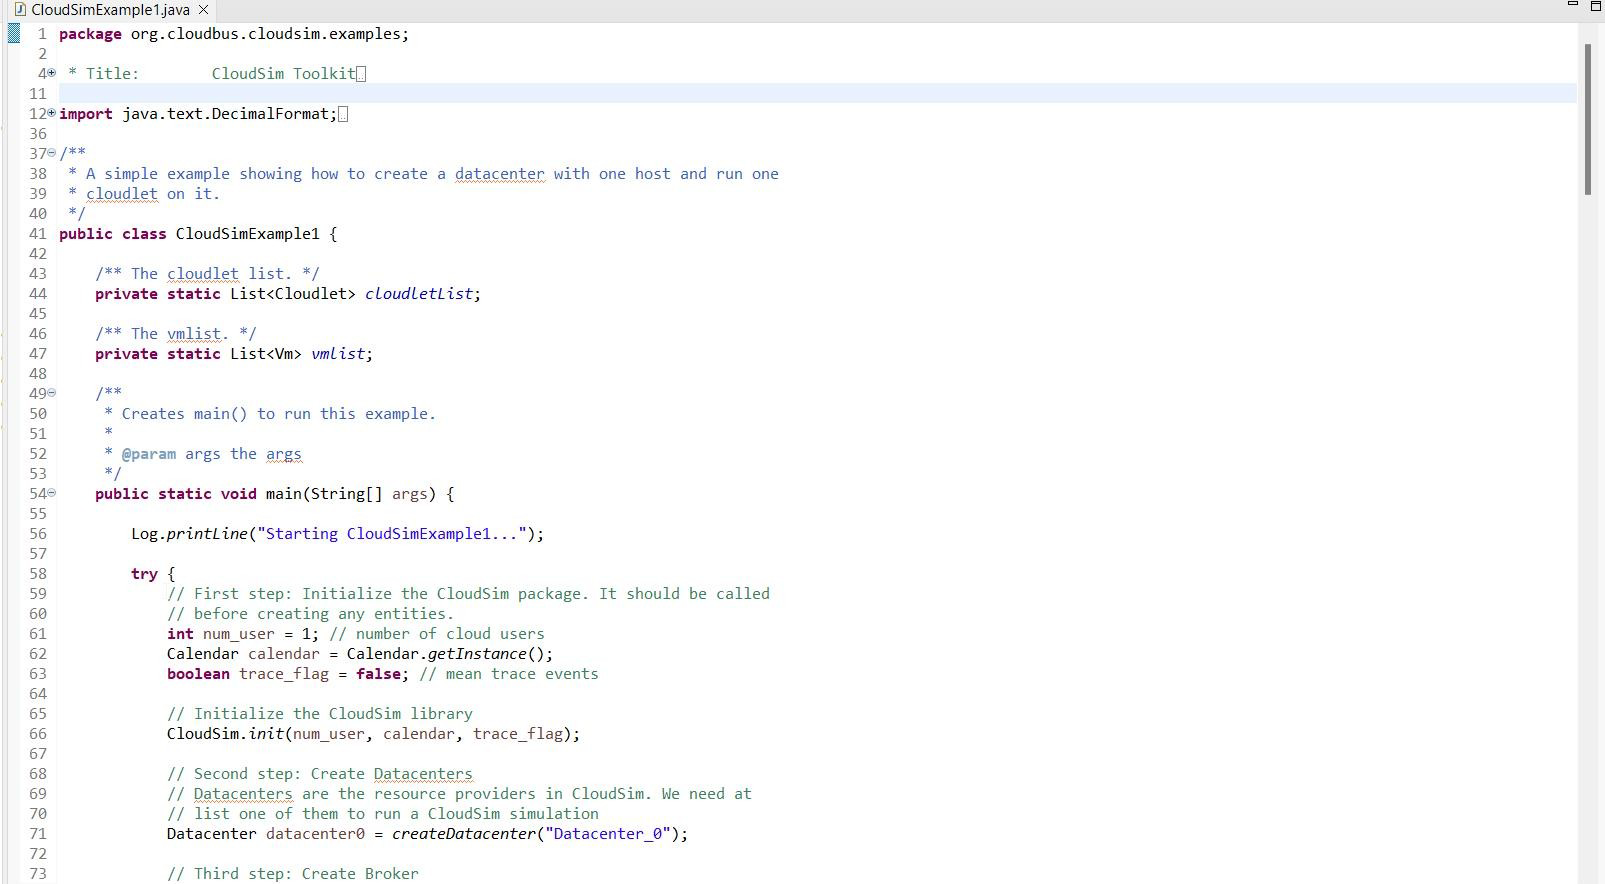 CloudSimExample1.java
1 package org.cloudbus.cloudsim.examples;
2
4 * Title:        CloudSim Toolkit
11
12 import java.text.DecimalFormat;
36
37 /**
38  * A simple example showing how to create a datacenter with one host and run one
39  * cloudlet on it.
40  */
41 public class CloudSimExample1 {
42
43     /** The cloudlet list. */
44     private static List<Cloudlet> cloudletList;
45
46     /** The vmlist. */
47     private static List<Vm> vmlist;
48
49     /**
50      * Creates main() to run this example.
51      *
52      * @param args the args
53      */
54     public static void main(String[] args) {
55
56         Log.printLine("Starting CloudSimExample1...");
57
58         try {
59             // First step: Initialize the CloudSim package. It should be called
60             // before creating any entities.
61             int num_user = 1; // number of cloud users
62             Calendar calendar = Calendar.getInstance();
63             boolean trace_flag = false; // mean trace events
64
65             // Initialize the CloudSim library
66             CloudSim.init(num_user, calendar, trace_flag);
67
68             // Second step: Create Datacenters
69             // Datacenters are the resource providers in CloudSim. We need at
70             // list one of them to run a CloudSim simulation
71             Datacenter datacenter0 = createDatacenter("Datacenter_0");
72
73             // Third step: Create Broker